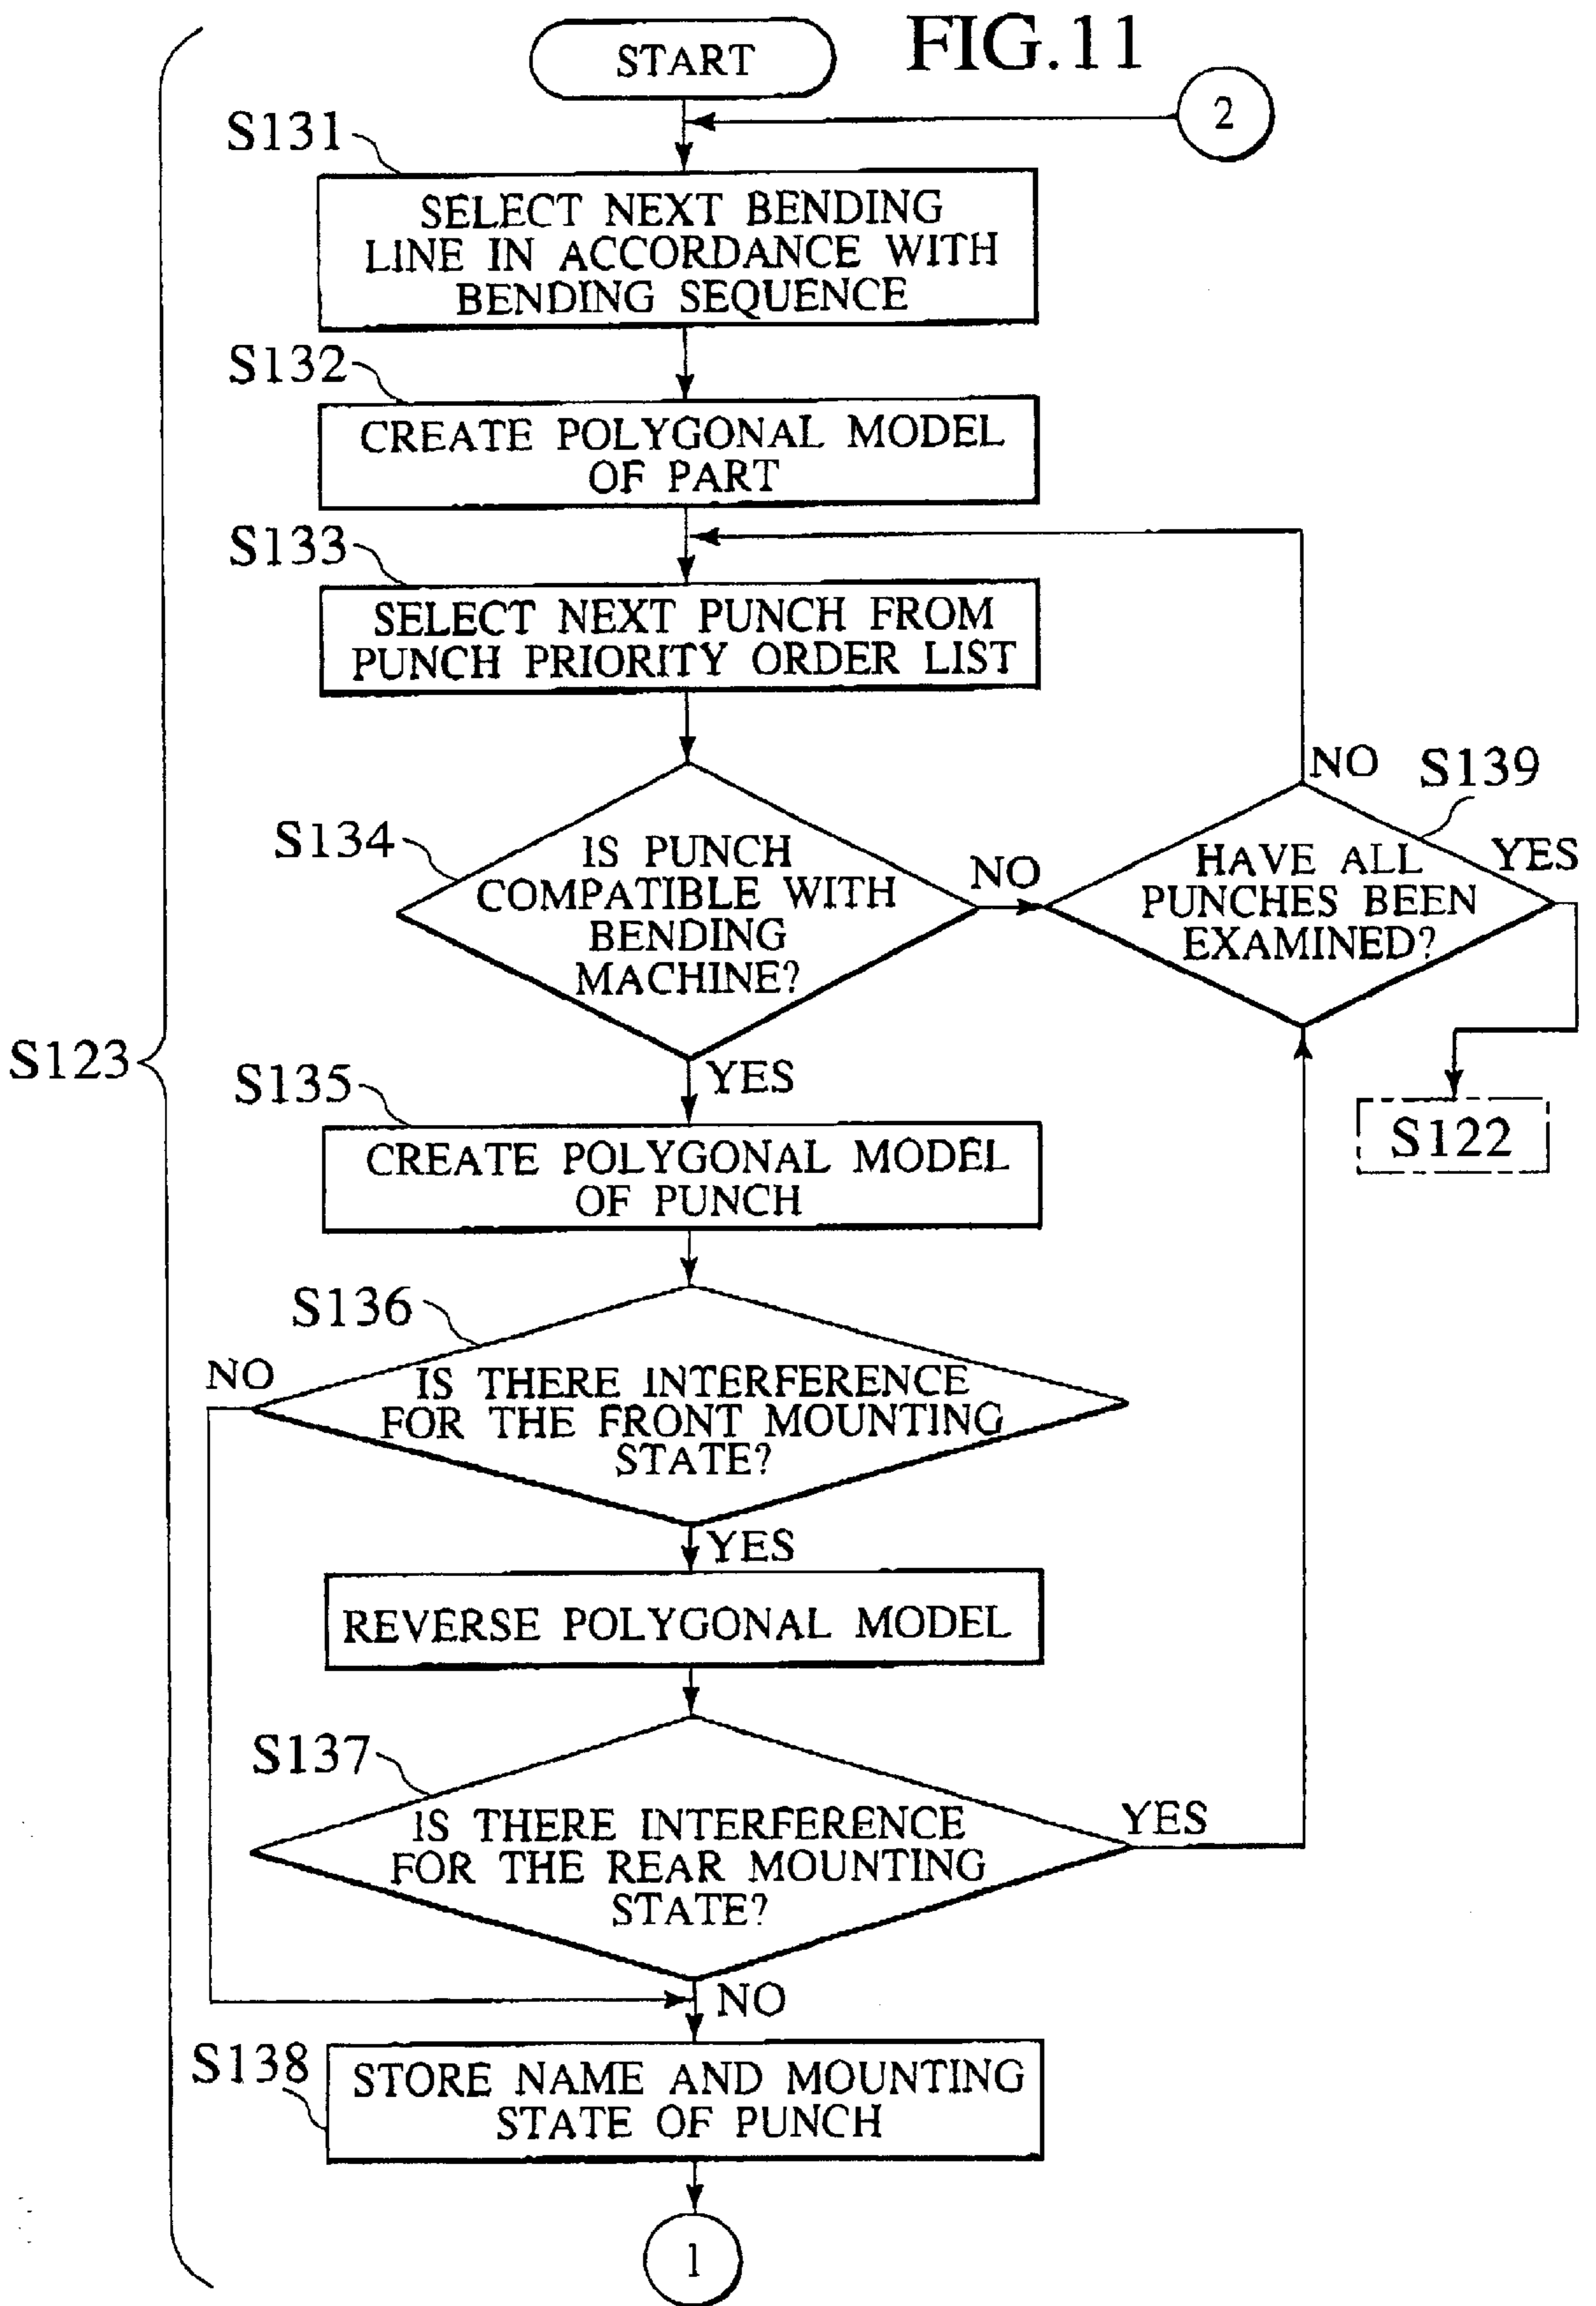 FIG.11
START
2
S131
SELECT NEXT BENDING
LINE IN ACCORDANCE WITH
BENDING SEQUENCE
S132
CREATE POLYGONAL MODEL
OF PART
S133
SELECT NEXT PUNCH FROM
PUNCH PRIORITY ORDER LIST
S134
IS PUNCH
COMPATIBLE WITH
BENDING
MACHINE?
NO
YES
NO
S139
HAVE ALL
PUNCHES BEEN
EXAMINED?
YES
S122
S123
S135
CREATE POLYGONAL MODEL
OF PUNCH
S136
NO
IS THERE INTERFERENCE
FOR THE FRONT MOUNTING
STATE?
YES
REVERSE POLYGONAL MODEL
S137
IS THERE INTERFERENCE
FOR THE REAR MOUNTING
STATE?
YES
NO
S138
STORE NAME AND MOUNTING
STATE OF PUNCH
1